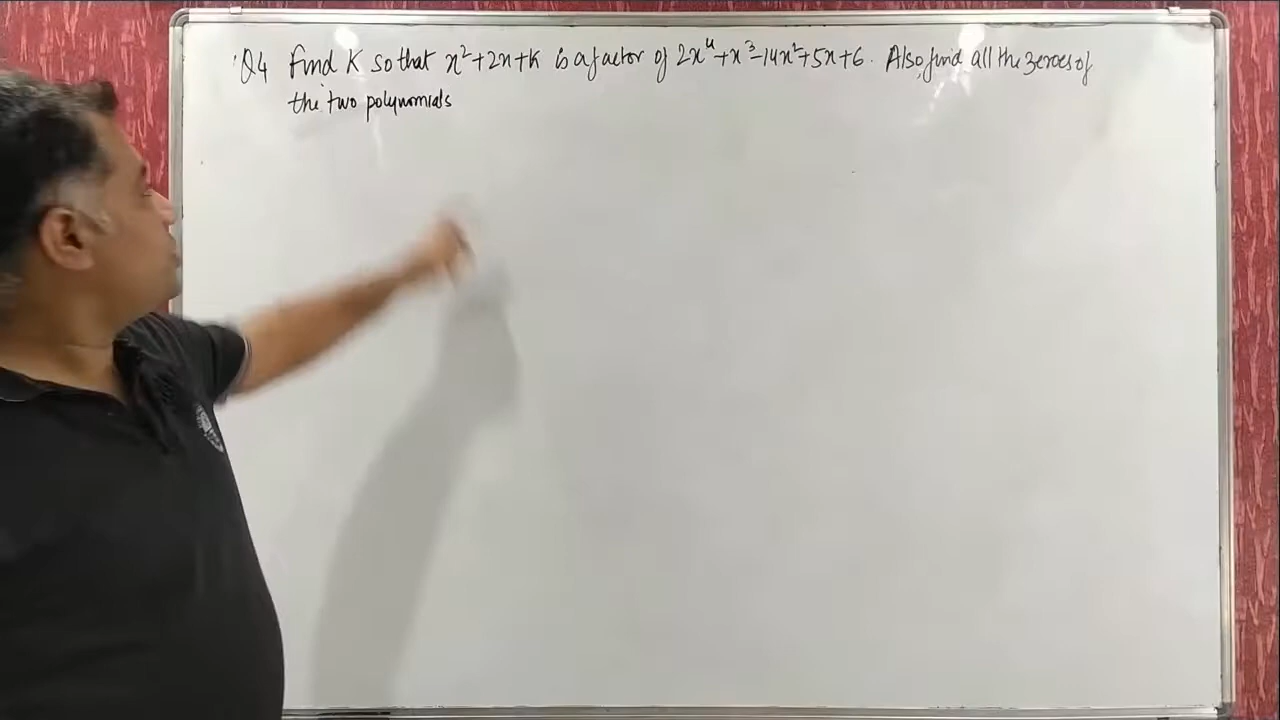 Q4 Find K so that x²+2x+K is a factor of 2x⁴+x³-14x²+5x+6. Also, find all the zeroes of
the two polynomials